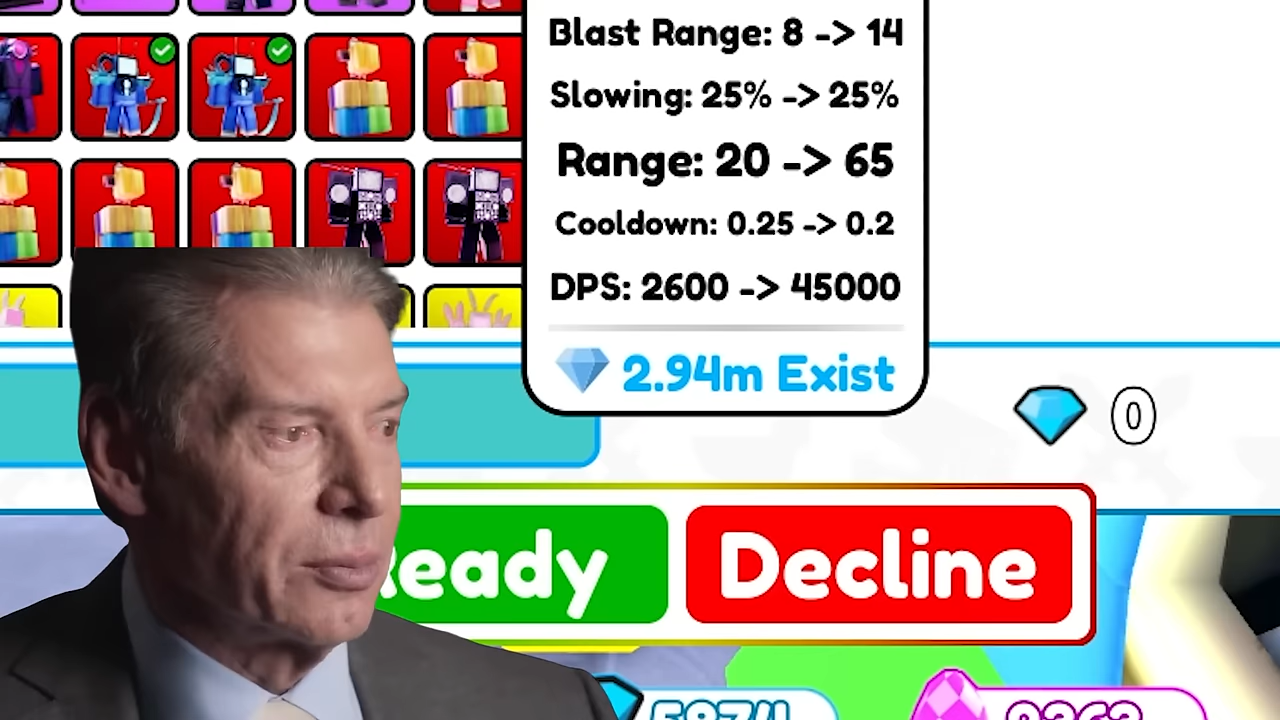 Blast Range: 8 -> 14
Slowing: 25% -> 25%
Range: 20 -> 65
Cooldown: 0.25 -> 0.2
DPS: 2600 -> 45000
2.94m Exist
0
Ready Decline